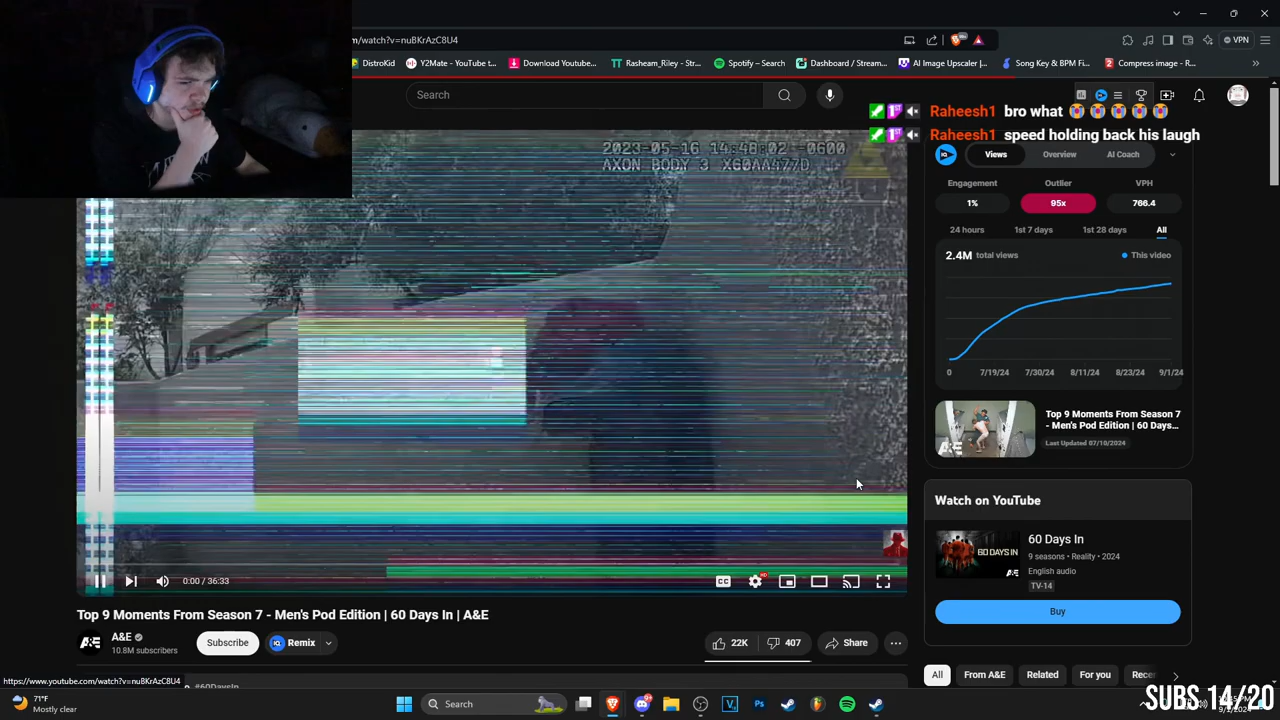 m/watch?v=nuBKrAzC8U4
VPN
DistroKid
Y2Mate - YouTube t...
Download Youtube...
Rasheam_Riley - Str...
Spotify – Search
Dashboard / Stream...
AI Image Upscaler |...
Song Key & BPM Fi...
Compress image - R...
Search
Raheesh1 bro what 😭😭😭😭😭
Raheesh1 speed holding back his laugh
2023-05-16 14:48:02 -0600
AXON BODY 3 X60AA477D
Views
Overview
AI Coach
Engagement
Outlier
VPH
1%
95x
766.4
24 hours
1st 7 days
1st 28 days
All
2.4M total views
This video
0
7/19/24
7/30/24
8/11/24
8/23/24
9/1/24
Top 9 Moments From Season 7
- Men's Pod Edition | 60 Days...
Last Updated 07/10/2024
Watch on YouTube
60 DAYS IN
60 Days In
9 seasons • Reality • 2024
English audio
TV-14
Buy
0:00 / 36:33
CC
HD
Top 9 Moments From Season 7 - Men's Pod Edition | 60 Days In | A&E
A&E
10.8M subscribers
Subscribe
Remix
22K
407
Share
All
From A&E
Related
For you
Rece
https://www.youtube.com/watch?v=nuBKrAzC8U4
#60DaysIn
71°F
Mostly clear
Search
SUBS 14/20